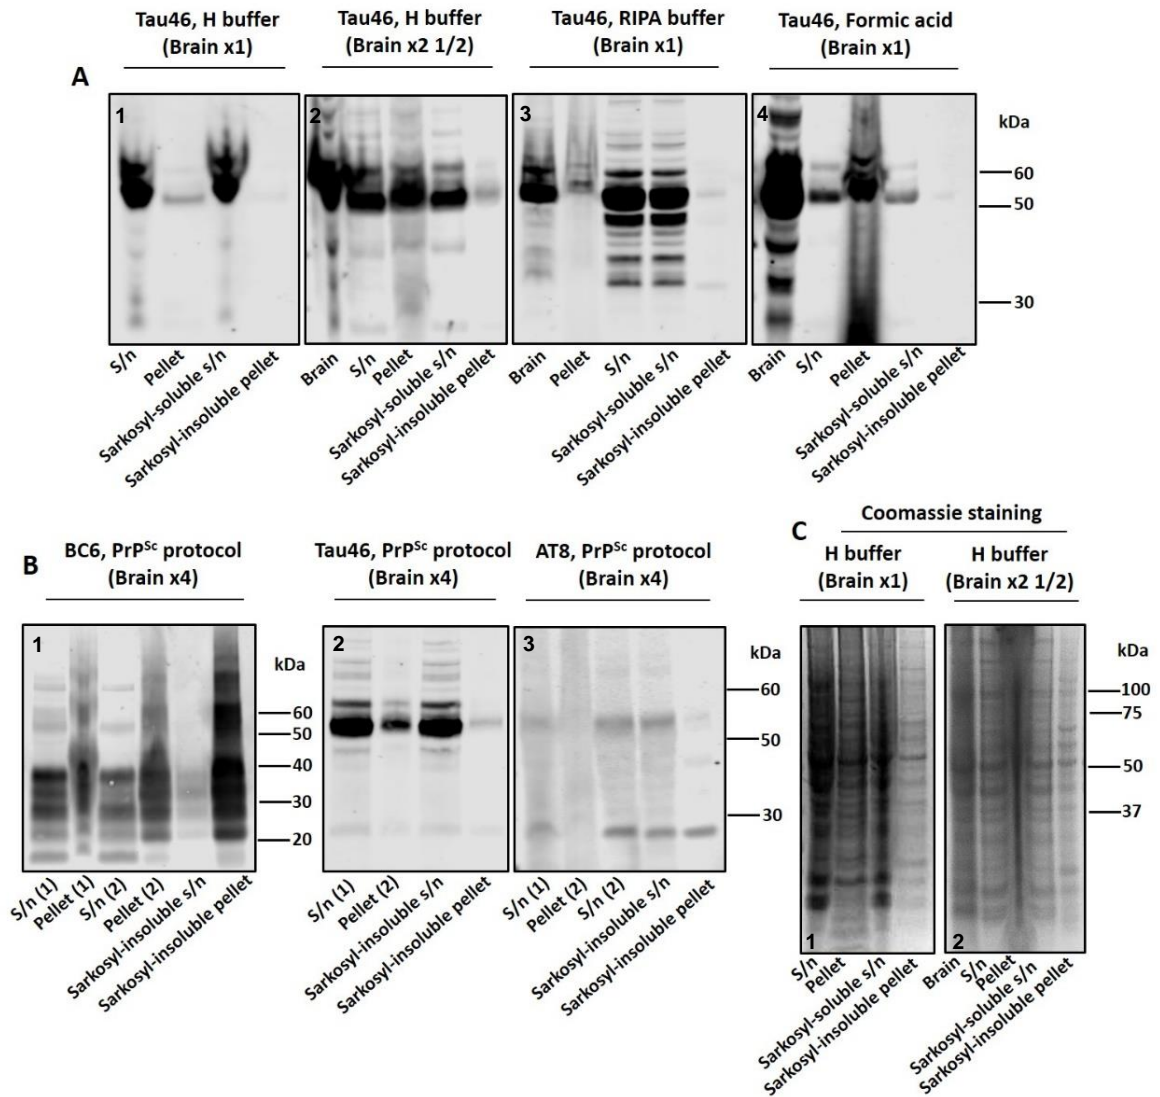 Tau46, H buffer
(Brain x1)
Tau46, H buffer
(Brain x2 1/2)
Tau46, RIPA buffer
(Brain x1)
Tau46, Formic acid
(Brain x1)
A
1
2
3
4
kDa
60
50
30
S/n
Pellet
Sarkosyl-soluble s/n
Sarkosyl-insoluble pellet
Brain
S/n
Pellet
Sarkosyl-soluble s/n
Sarkosyl-insoluble pellet
Brain
Pellet
S/n
Sarkosyl-soluble s/n
Sarkosyl-insoluble pellet
Brain
S/n
Pellet
Sarkosyl-soluble s/n
Sarkosyl-insoluble pellet
B
BC6, PrPSc protocol
(Brain x4)
Tau46, PrPSc protocol
(Brain x4)
AT8, PrPSc protocol
(Brain x4)
1
kDa
60
50
40
30
20
2
3
kDa
60
50
30
S/n (1)
Pellet (1)
S/n (2)
Pellet (2)
Sarkosyl-insoluble s/n
Sarkosyl-insoluble pellet
S/n (1)
Pellet (2)
Sarkosyl-insoluble s/n
Sarkosyl-insoluble pellet
S/n (1)
Pellet (2)
S/n (2)
Sarkosyl-insoluble s/n
Sarkosyl-insoluble pellet
C
Coomassie staining
H buffer
(Brain x1)
H buffer
(Brain x2 1/2)
kDa
100
75
50
37
1
2
S/n
Pellet
Sarkosyl-soluble s/n
Sarkosyl-insoluble pellet
Brain
S/n
Pellet
Sarkosyl-soluble s/n
Sarkosyl-insoluble pellet